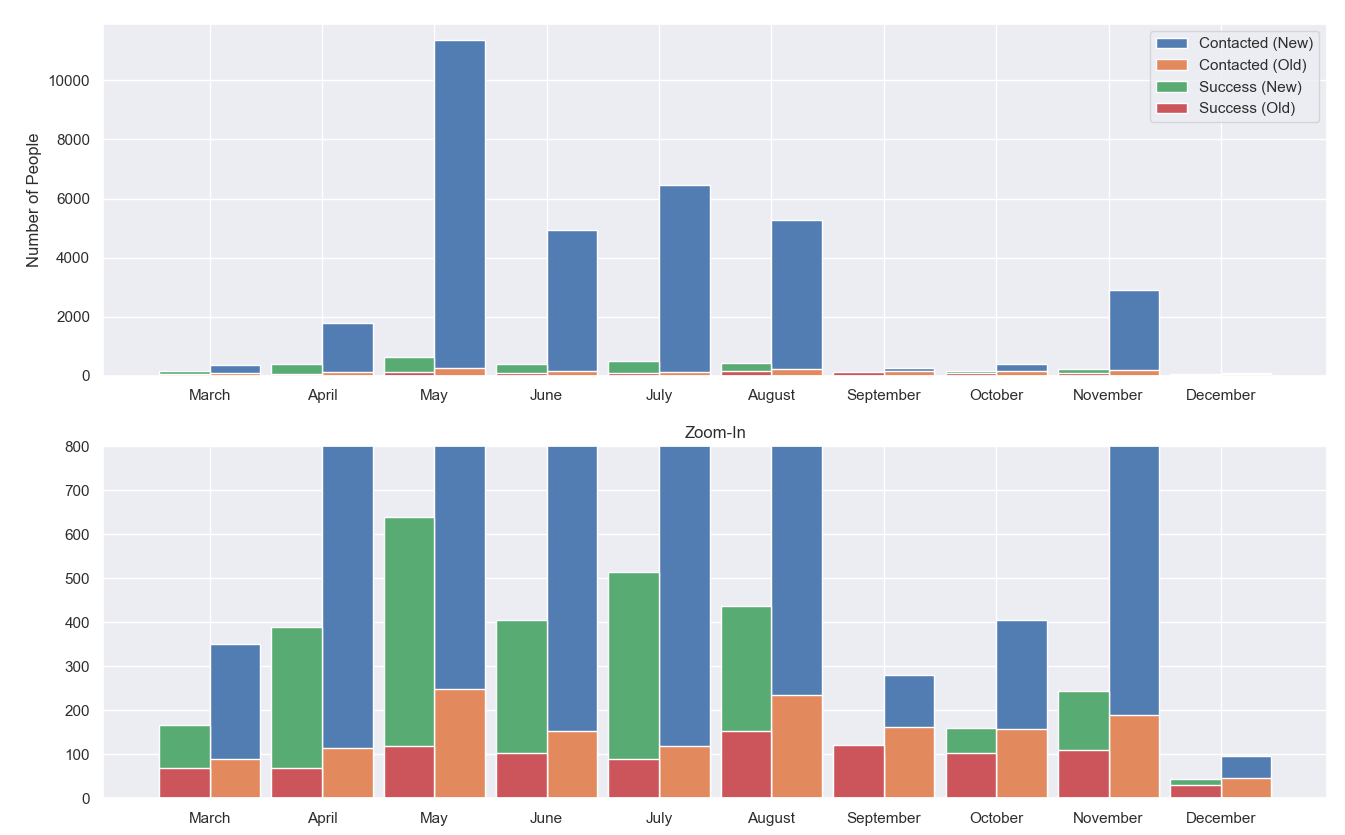 Number of People
10000
8000
6000
4000
2000
0
Contacted (New)
Contacted (Old)
Success (New)
Success (Old)
March April May June July August September October November December
Zoom-In
800
700
600
500
400
300
200
100
0
March April May June July August September October November December